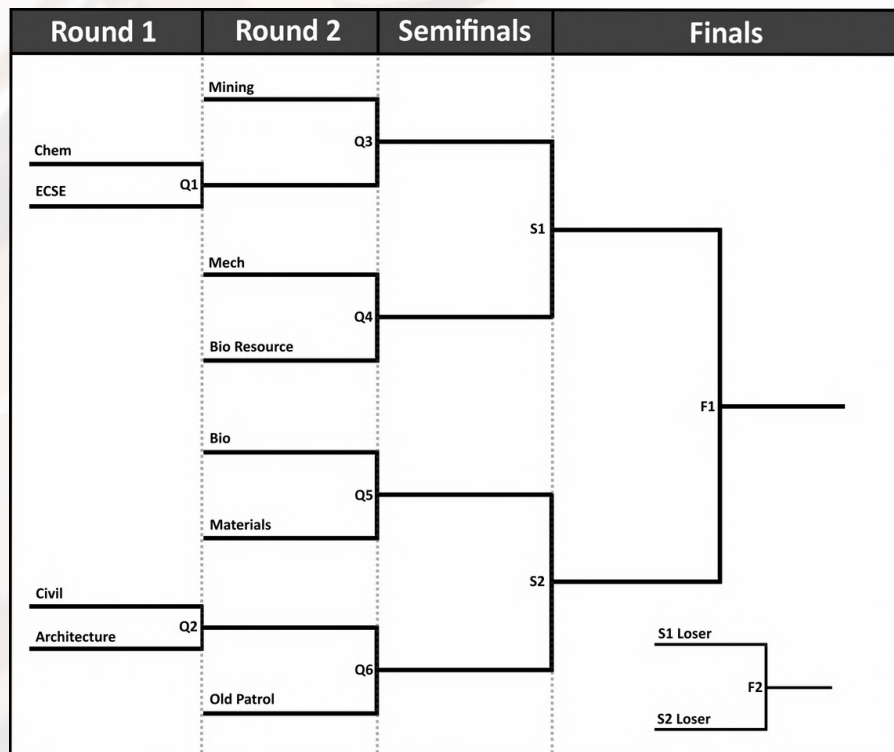 Round 1
Round 2
Semifinals
Finals
Mining
Q3
Chem
Q1
ECSE
S1
Mech
Q4
Bio Resource
F1
Bio
Q5
Materials
S2
Civil
Q2
Architecture
S1 Loser
Q6
F2
Old Patrol
S2 Loser